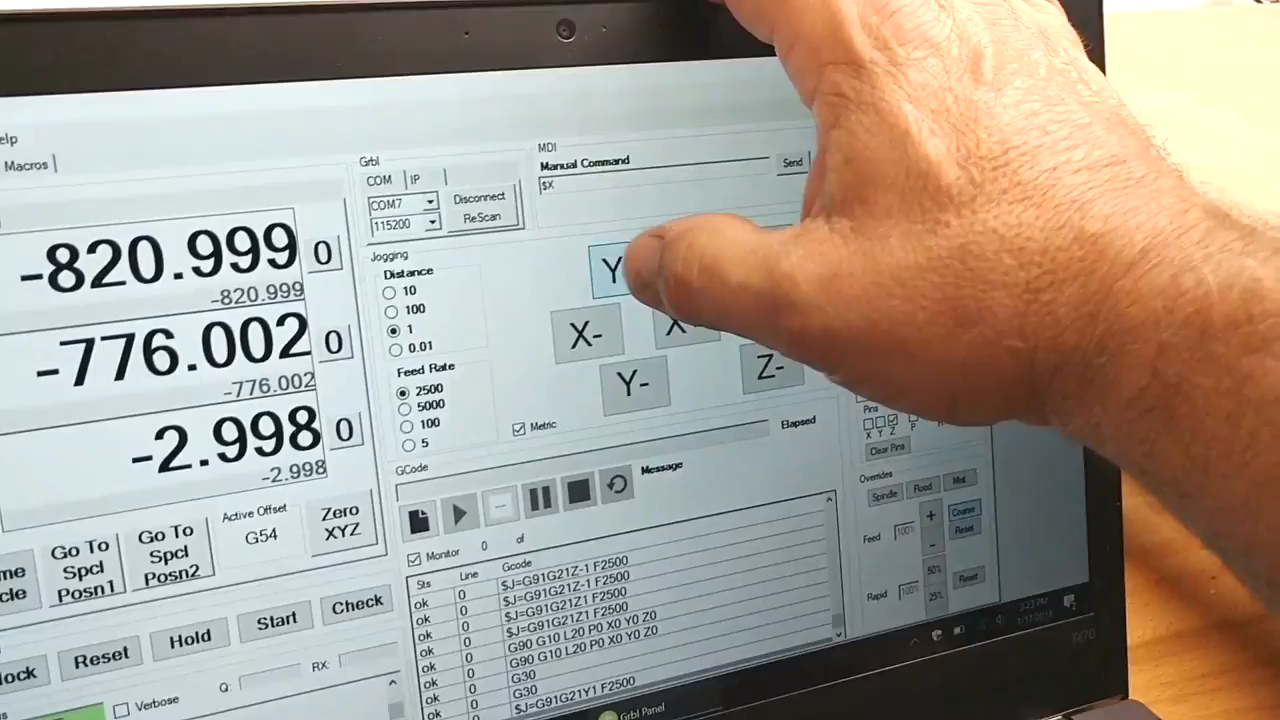 elp
Macros
-820.999 0
-820.999
-776.002 0
-776.002
-2.998 0
-2.998
Active Offset
G54
Zero
XYZ
Go To
Spcl
Posn1
Go To
Spcl
Posn2
me
cle
lock
Reset
Hold
Start
Check
Verbose
Q:
RX:
Grbl
COM
IP
COM7
115200
Disconnect
ReScan
MDI
Manual Command
$X
Send
Jogging
Distance
10
100
1
0.01
Feed Rate
2500
5000
100
5
Y
X-
X
Y-
Z-
Metric
Elapsed
GCode
Message
Monitor 0 of
Sts Line Gcode
ok 0 $J=G91G21Z-1 F2500
ok 0 $J=G91G21Z-1 F2500
ok 0 $J=G91G21Z1 F2500
ok 0 $J=G91G21Z1 F2500
ok 0 G90 G10 L20 P0 X0 Y0 Z0
ok 0 G90 G10 L20 P0 X0 Y0 Z0
ok 0 G30
ok 0 G30
ok 0 $J=G91G21Y1 F2500
Pins
X Y Z P
Clear Pins
Overrides
Spindle
Flood
Mist
Feed
100%
+
-
Coarse
Reset
Rapid
100%
50%
25%
Reset
3:23 PM
Grbl Panel
T470